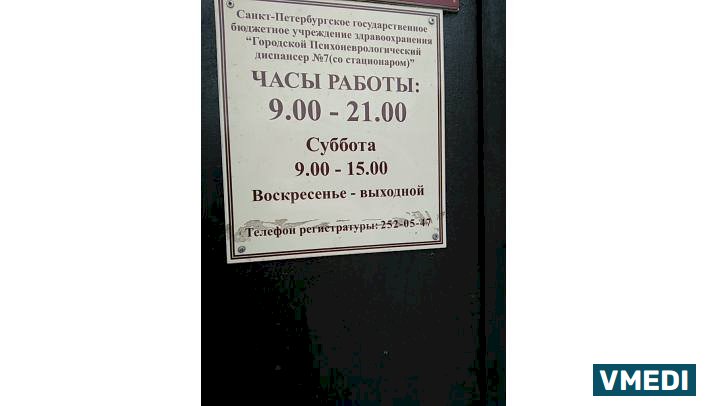 Санкт-Петербургское государственное
бюджетное учреждение здравоохранения
"Городской Психоневрологический
диспансер №7(со стационаром)"
ЧАСЫ РАБОТЫ:
9.00 - 21.00
Суббота
9.00 - 15.00
Воскресенье - выходной
Телефон регистратуры: 252-05-47
VMEDI